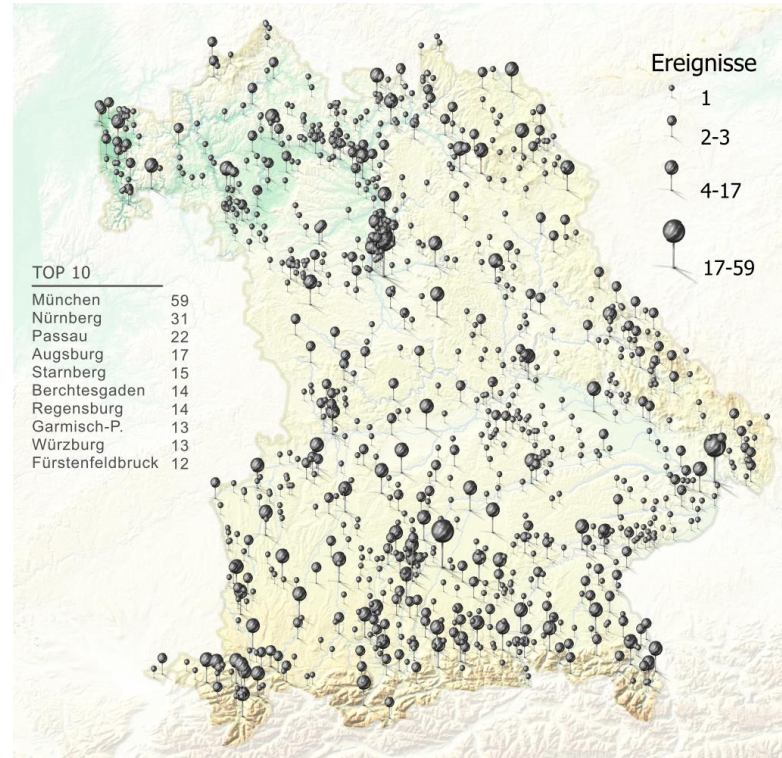 Ereignisse
1
2-3
4-17
17-59
TOP 10
München 59
Nürnberg 31
Passau 22
Augsburg 17
Starnberg 15
Berchtesgaden 14
Regensburg 14
Garmisch-P. 13
Würzburg 13
Fürstenfeldbruck 12